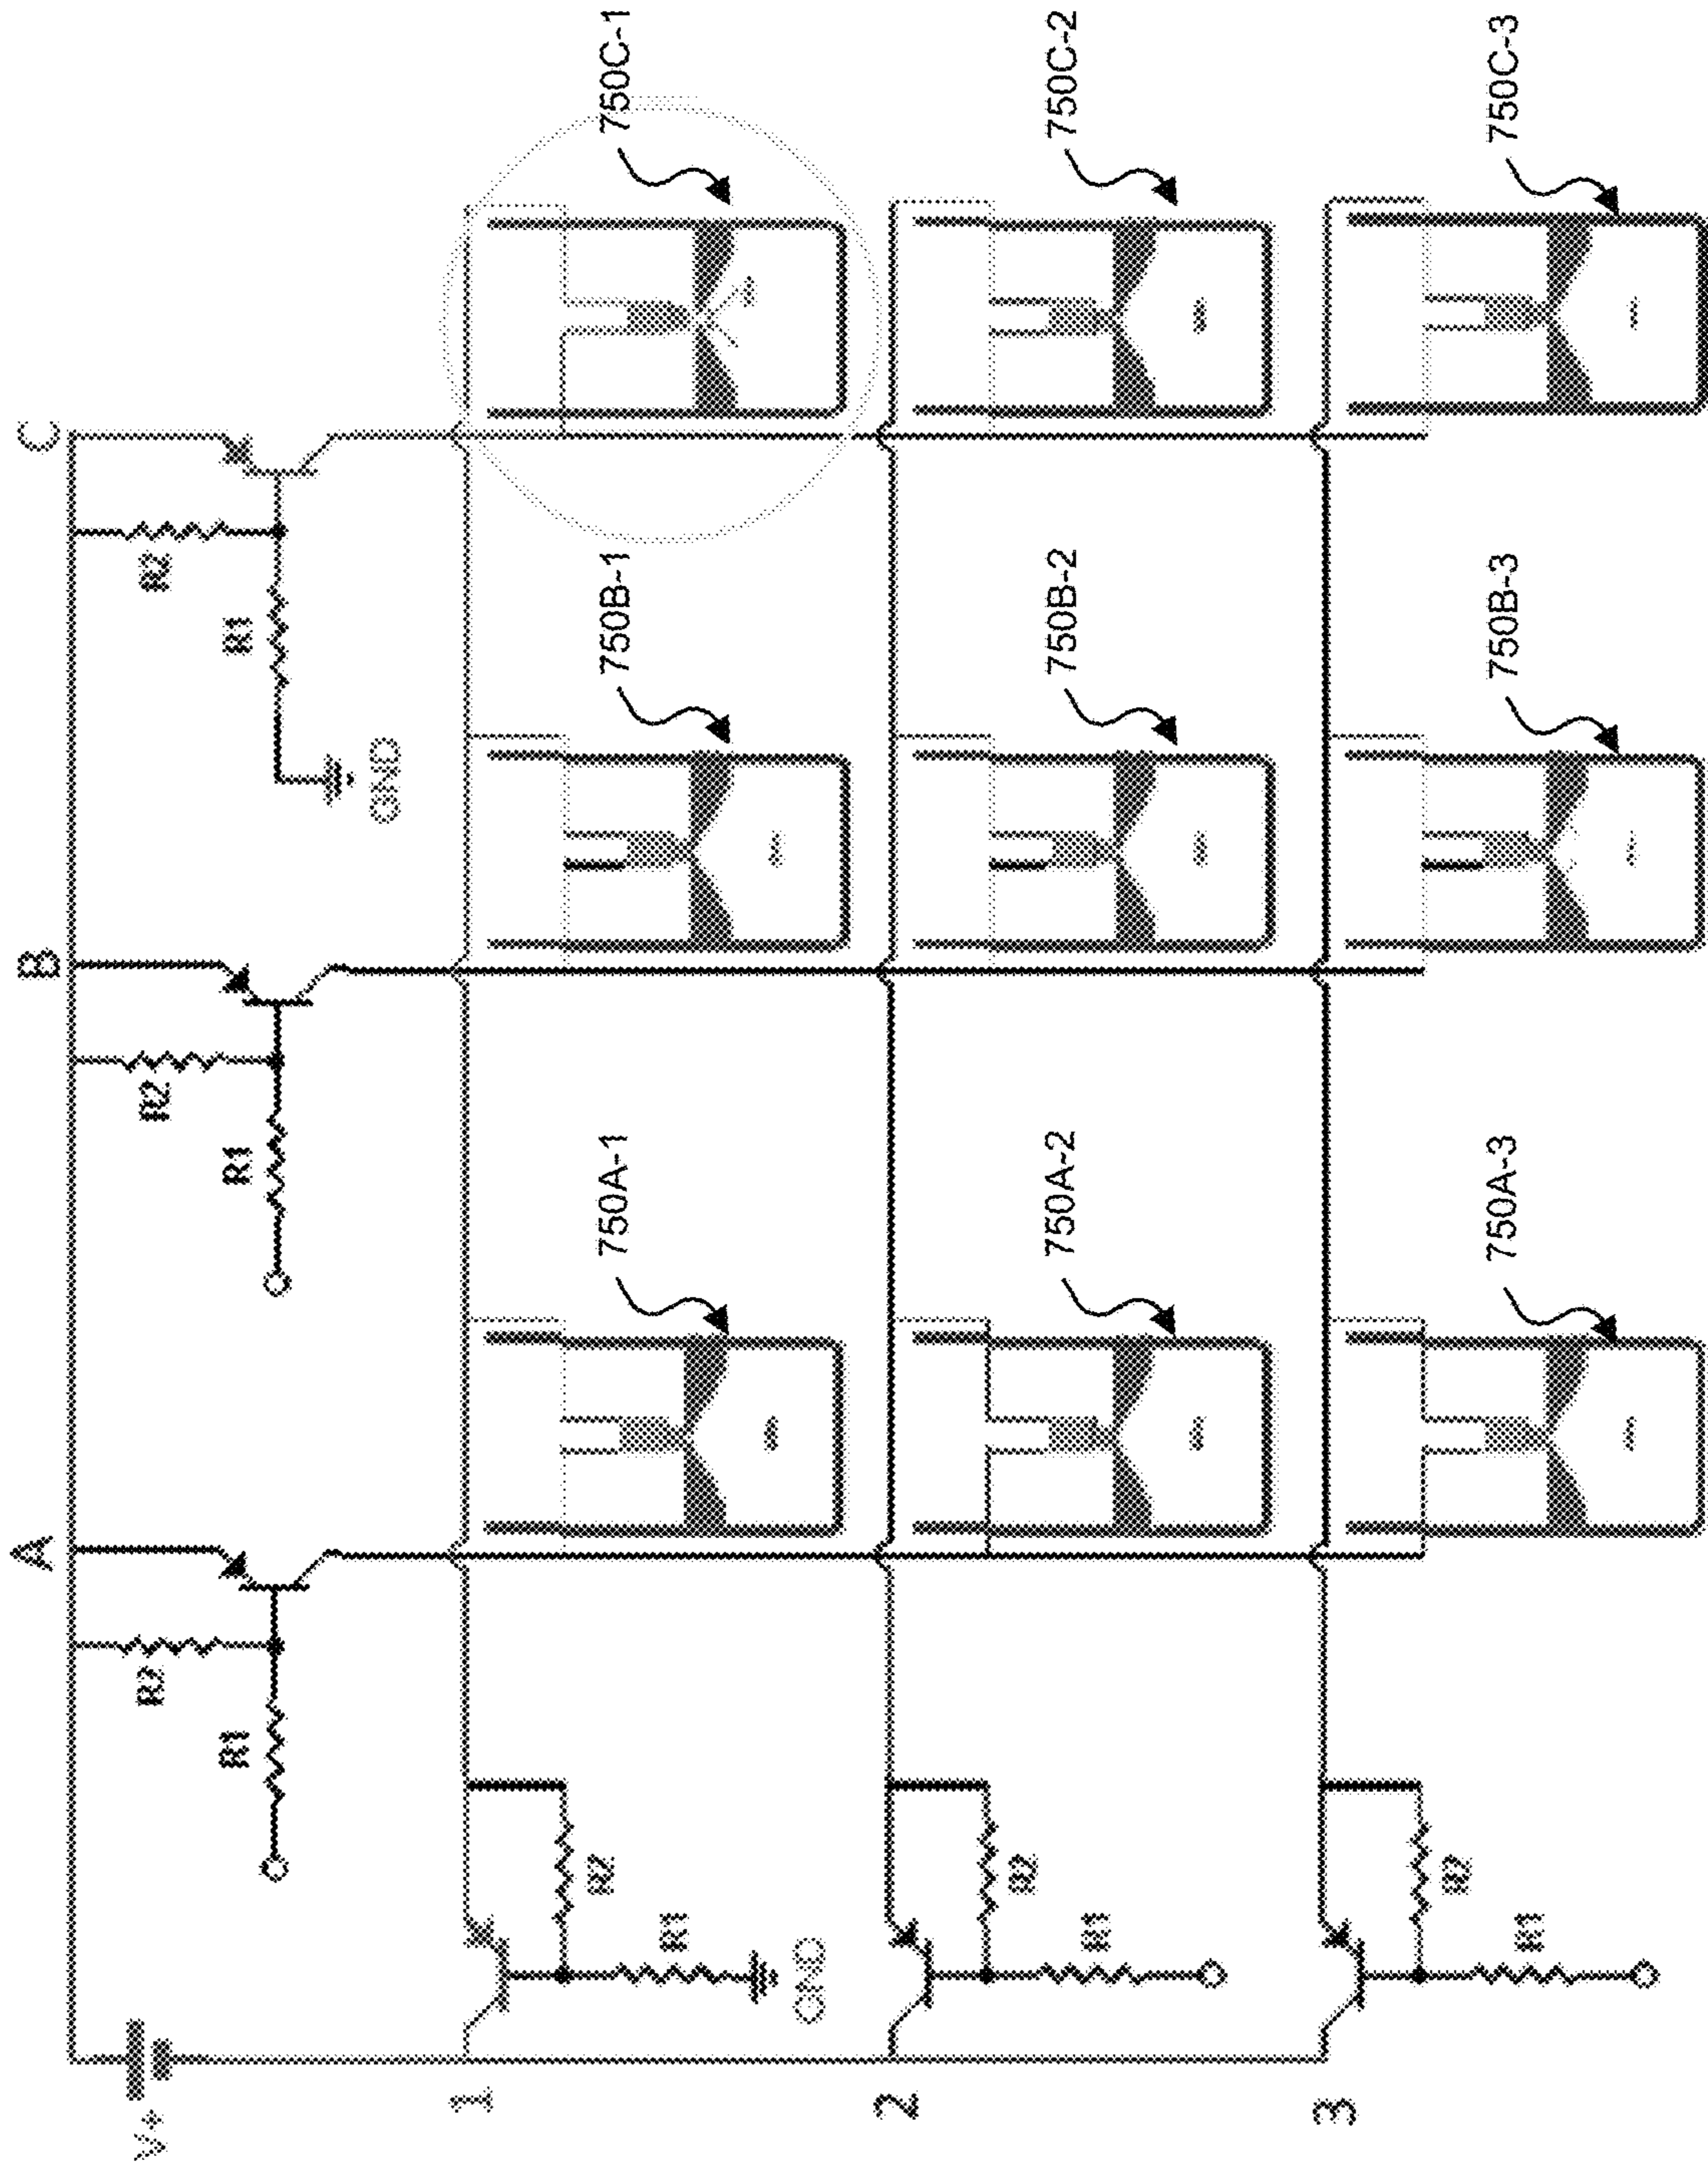 A
B
C
V+
R2
R2
R2
R1
R1
R1
GND
1
750A-1
750B-1
750C-1
R2
R1
GND
2
750A-2
750B-2
750C-2
R2
R1
3
750A-3
750B-3
750C-3
R2
R1